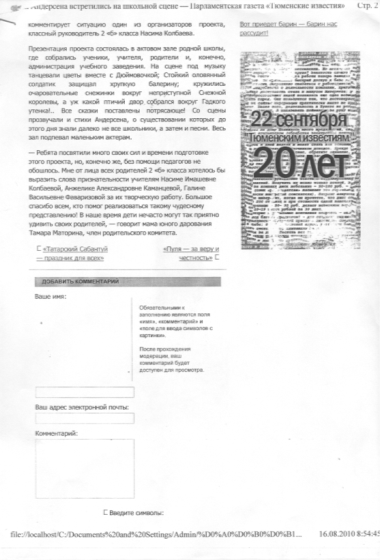 Андерсена встретились на школьной сцене — Парламентская газета «Тюменские известия»
Стр. 2
комментирует ситуацию один из организаторов проекта,
классный руководитель 2 «б» класса Насима Колбаева.
Презентация проекта состоялась в актовом зале родной школы,
где собрались ученики, учителя, родители и, конечно,
администрация учебного заведения. На сцене под музыку
танцевали цветы вместе с Дюймовочкой; Стойкий оловянный
солдатик защищал хрупкую балерину; кружились
очаровательные снежинки вокруг неприступной Снежной
королевы, а уж какой птичий двор собрался вокруг Гадкого
утенка!.. Все сказки поставлены потрясающе! Со сцены
прозвучали и стихи Андерсена, о существовании которых до
этого дня знали далеко не все школьники, а затем и песни. Весь
зал подпевал маленьким актерам.
— Ребята посвятили много сил и времени подготовке
этого проекта, но, конечно же, без помощи педагогов не
обошлось. Мне от лица всех родителей 2 «б» класса хотелось бы
выразить слова признательности учителям Насиме Имашевне
Колбаевой, Анжелике Александровне Каманцевой, Галине
Васильевне Фаваризовой за их творческую работу. Большое
спасибо всем, кто помог реализоваться такому чудесному
представлению! В наше время дети нечасто могут так приятно
удивить своих родителей, — говорит мама юного дарования
Тамара Маторина, член родительского комитета.
«Татарский Сабантуй
— праздник для всех»
«Поля — за веру и
честность»
ДОБАВИТЬ КОММЕНТАРИЙ
Ваше имя:
Обязательными к
заполнению являются поля
«имя», «комментарий» и
«поле для ввода символов с
картинки».
После прохождения
модерации, ваш
комментарий будет
доступен для просмотра.
Ваш адрес электронной почты:
Комментарий:
Введите символы:
Вот приедет барин — барин нас
рассудит!
22 сентября
Тюменским известиям
20 лет
file://localhost/C:/Documents%20and%20Settings/Admin/%D0%A0%D0%B0%D0%B1...
16.08.2010 8:54:45